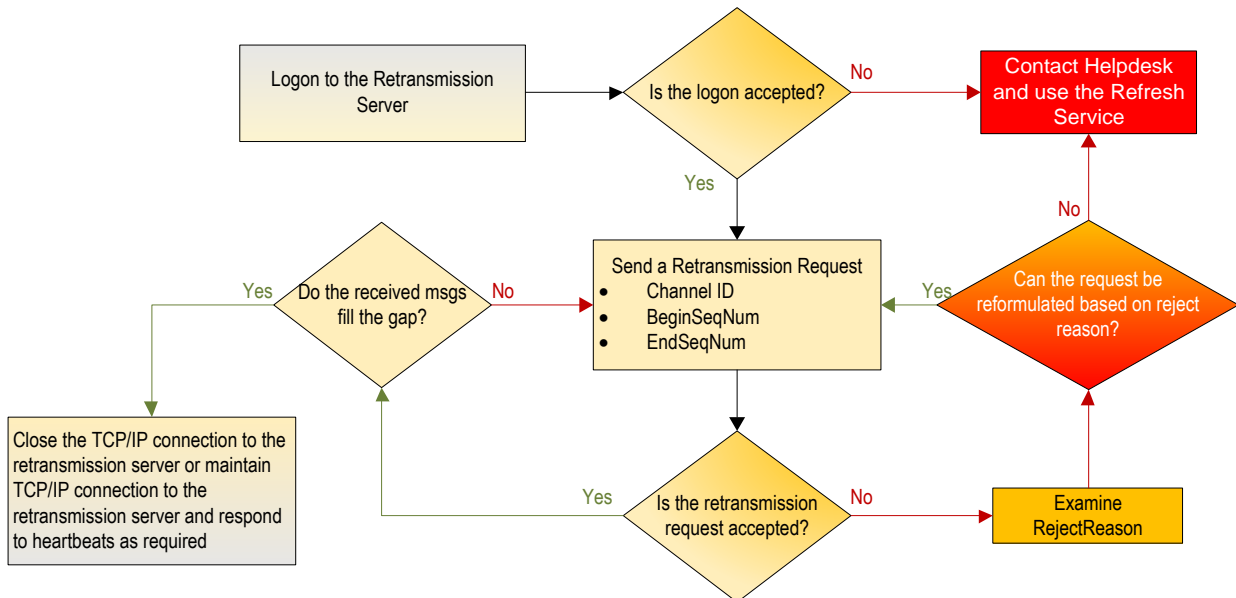 Logon to the Retransmission
Server
Is the logon accepted?
No
Contact Helpdesk
and use the Refresh
Service
Yes
No
Send a Retransmission Request
• Channel ID
• BeginSeqNum
• EndSeqNum
Yes
Do the received msgs
fill the gap?
No
Yes
Can the request be
reformulated based on reject
reason?
Close the TCP/IP connection to the
retransmission server or maintain
TCP/IP connection to the
retransmission server and respond
to heartbeats as required
Yes
Is the retransmission
request accepted?
No
Examine
RejectReason